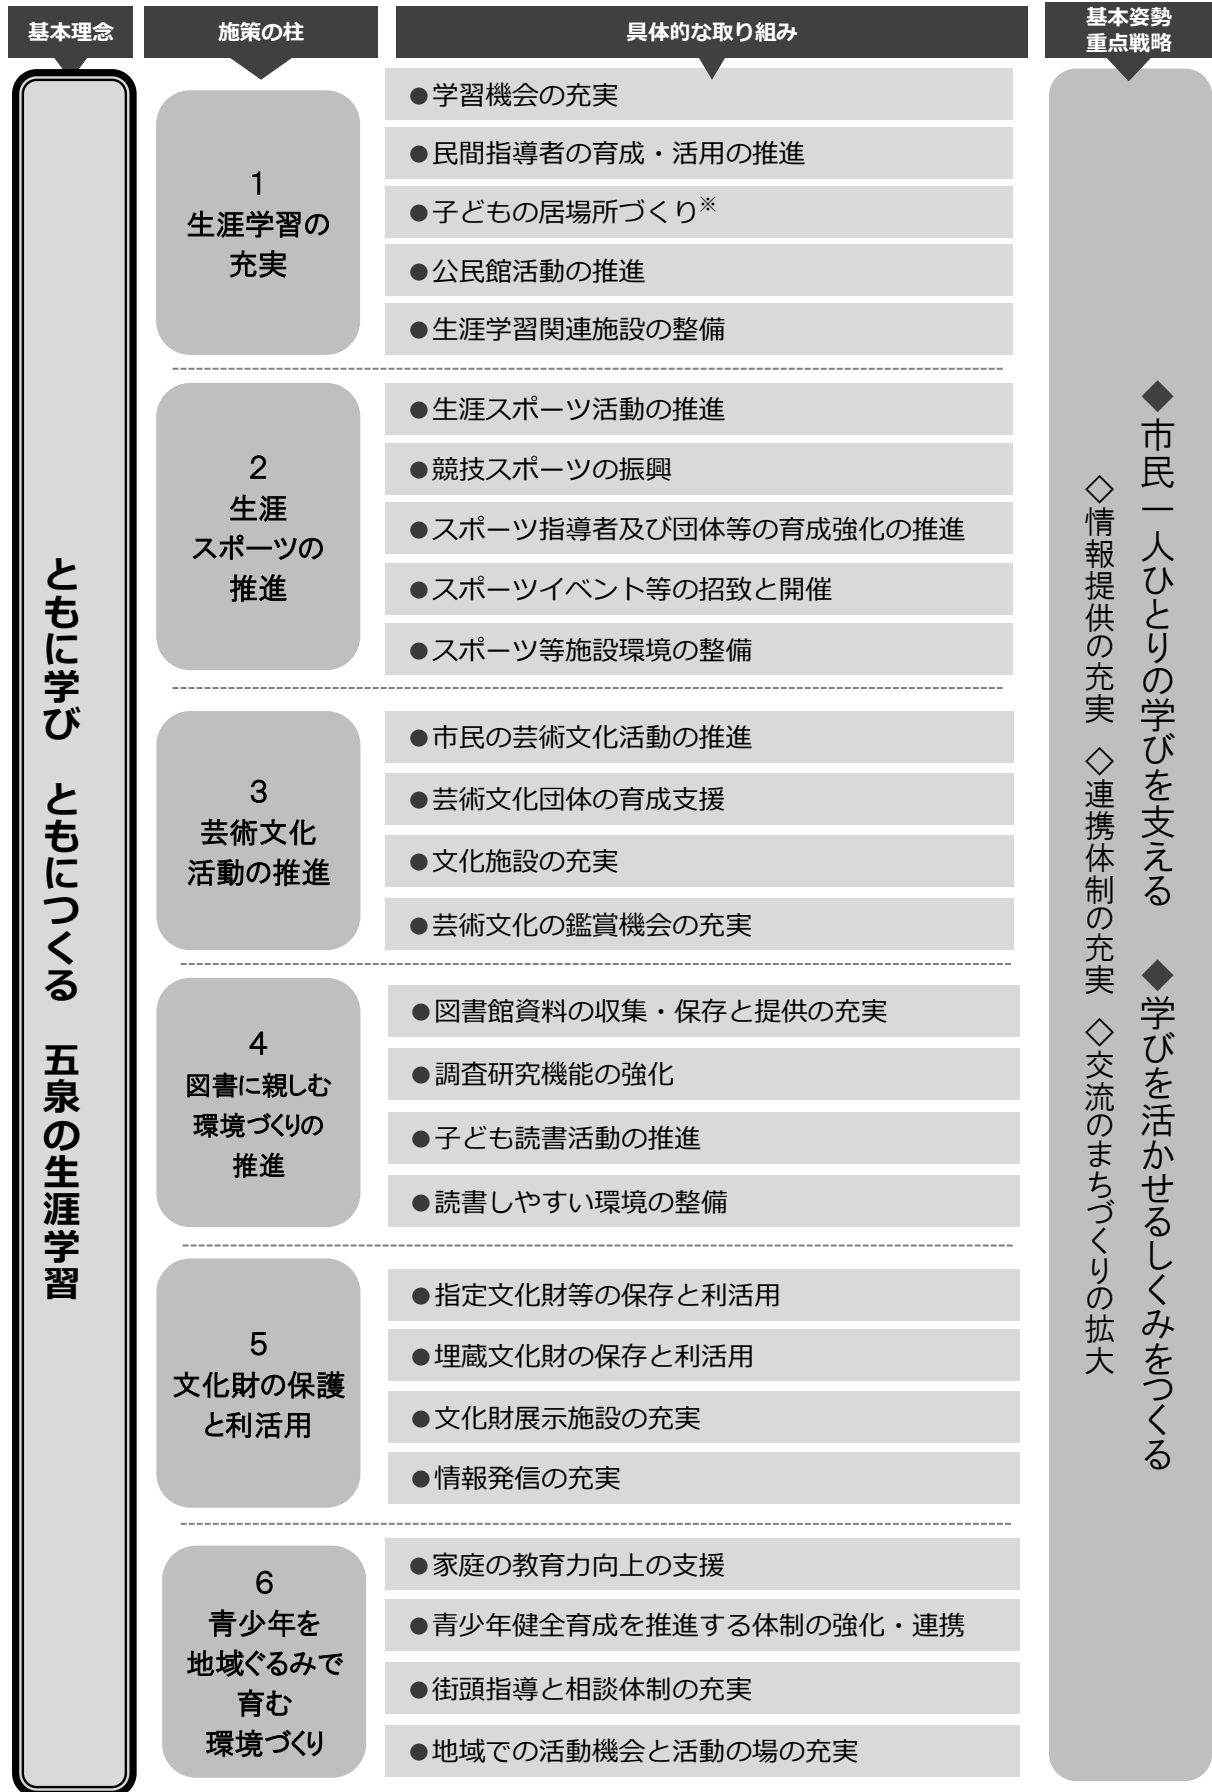 基本理念
施策の柱
具体的な取り組み
基本姿勢
重点戦略
ともに学び　ともにつくる　五泉の生涯学習
1
生涯学習の
充実
●学習機会の充実
●民間指導者の育成・活用の推進
●子どもの居場所づくり※
●公民館活動の推進
●生涯学習関連施設の整備
2
生涯
スポーツの
推進
●生涯スポーツ活動の推進
●競技スポーツの振興
●スポーツ指導者及び団体等の育成強化の推進
●スポーツイベント等の招致と開催
●スポーツ等施設環境の整備
3
芸術文化
活動の推進
●市民の芸術文化活動の推進
●芸術文化団体の育成支援
●文化施設の充実
●芸術文化の鑑賞機会の充実
4
図書に親しむ
環境づくりの
推進
●図書館資料の収集・保存と提供の充実
●調査研究機能の強化
●子ども読書活動の推進
●読書しやすい環境の整備
5
文化財の保護
と利活用
●指定文化財等の保存と利活用
●埋蔵文化財の保存と利活用
●文化財展示施設の充実
●情報発信の充実
6
青少年を
地域ぐるみで
育む
環境づくり
●家庭の教育力向上の支援
●青少年健全育成を推進する体制の強化・連携
●街頭指導と相談体制の充実
●地域での活動機会と活動の場の充実
◆市民一人ひとりの学びを支える　◆学びを活かせるしくみをつくる
◇情報提供の充実 ◇連携体制の充実 ◇交流のまちづくりの拡大